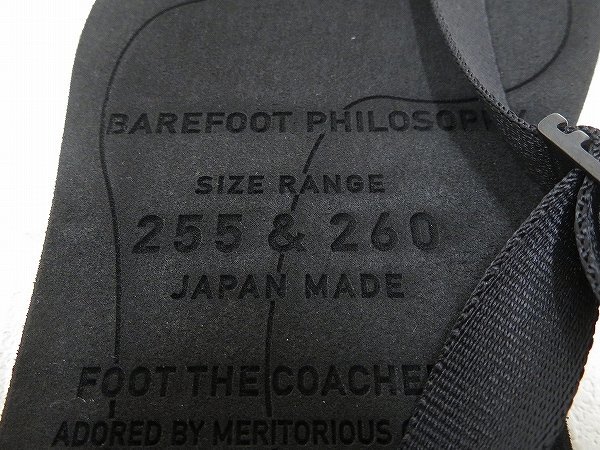 BAREFOOT PHILOSOPHY
SIZE RANGE
255 & 260
JAPAN MADE
FOOT THE COACHER
ADORED BY MERITORIOUS